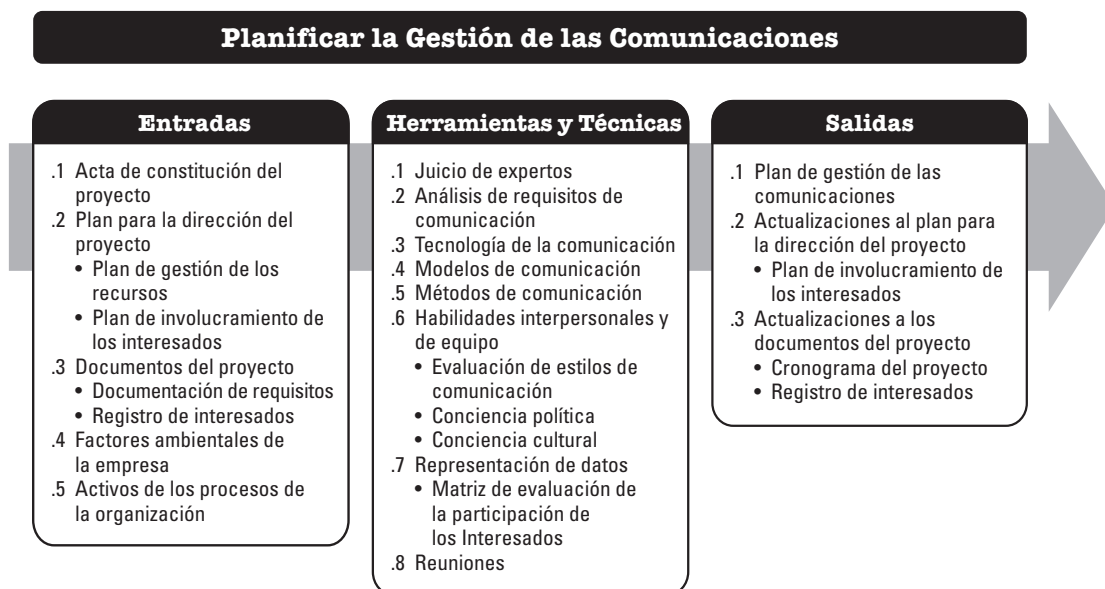 Planificar la Gestión de las Comunicaciones
Entradas
.1 Acta de constitución del
proyecto
.2 Plan para la dirección del
proyecto
• Plan de gestión de los
recursos
• Plan de involucramiento de
los interesados
.3 Documentos del proyecto
• Documentación de requisitos
• Registro de interesados
.4 Factores ambientales de
la empresa
.5 Activos de los procesos de
la organización
Herramientas y Técnicas
.1 Juicio de expertos
.2 Análisis de requisitos de
comunicación
.3 Tecnología de la comunicación
.4 Modelos de comunicación
.5 Métodos de comunicación
.6 Habilidades interpersonales y
de equipo
• Evaluación de estilos de
comunicación
• Conciencia política
• Conciencia cultural
.7 Representación de datos
• Matriz de evaluación de
la participación de
los Interesados
.8 Reuniones
Salidas
.1 Plan de gestión de las
comunicaciones
.2 Actualizaciones al plan para
la dirección del proyecto
• Plan de involucramiento de
los interesados
.3 Actualizaciones a los
documentos del proyecto
• Cronograma del proyecto
• Registro de interesados